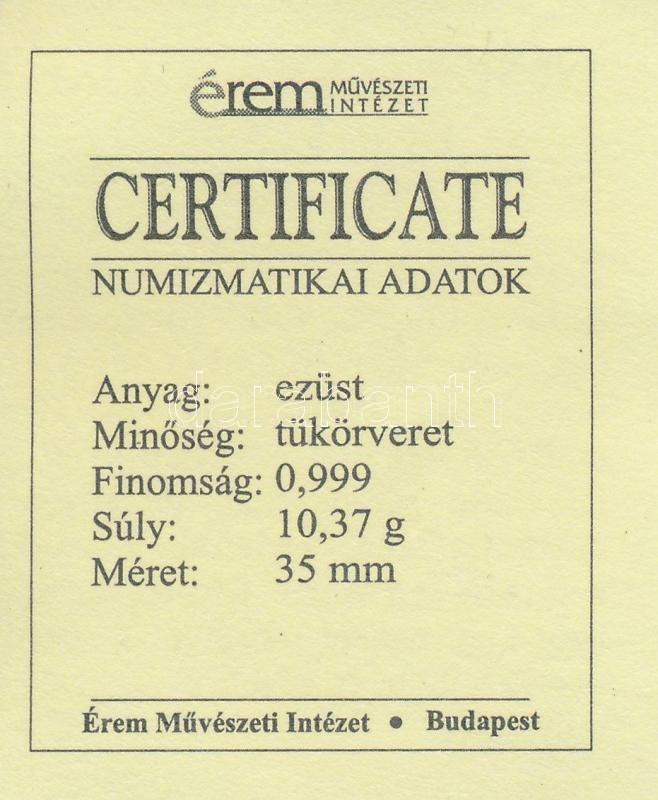 érem MŰVÉSZETI
INTÉZET
CERTIFICATE
NUMIZMATIKAI ADATOK
Anyag: ezüst
darabanth
Minőség: tükörveret
Finomság: 0,999
Súly: 10,37 g
Méret: 35 mm
Érem Művészeti Intézet • Budapest